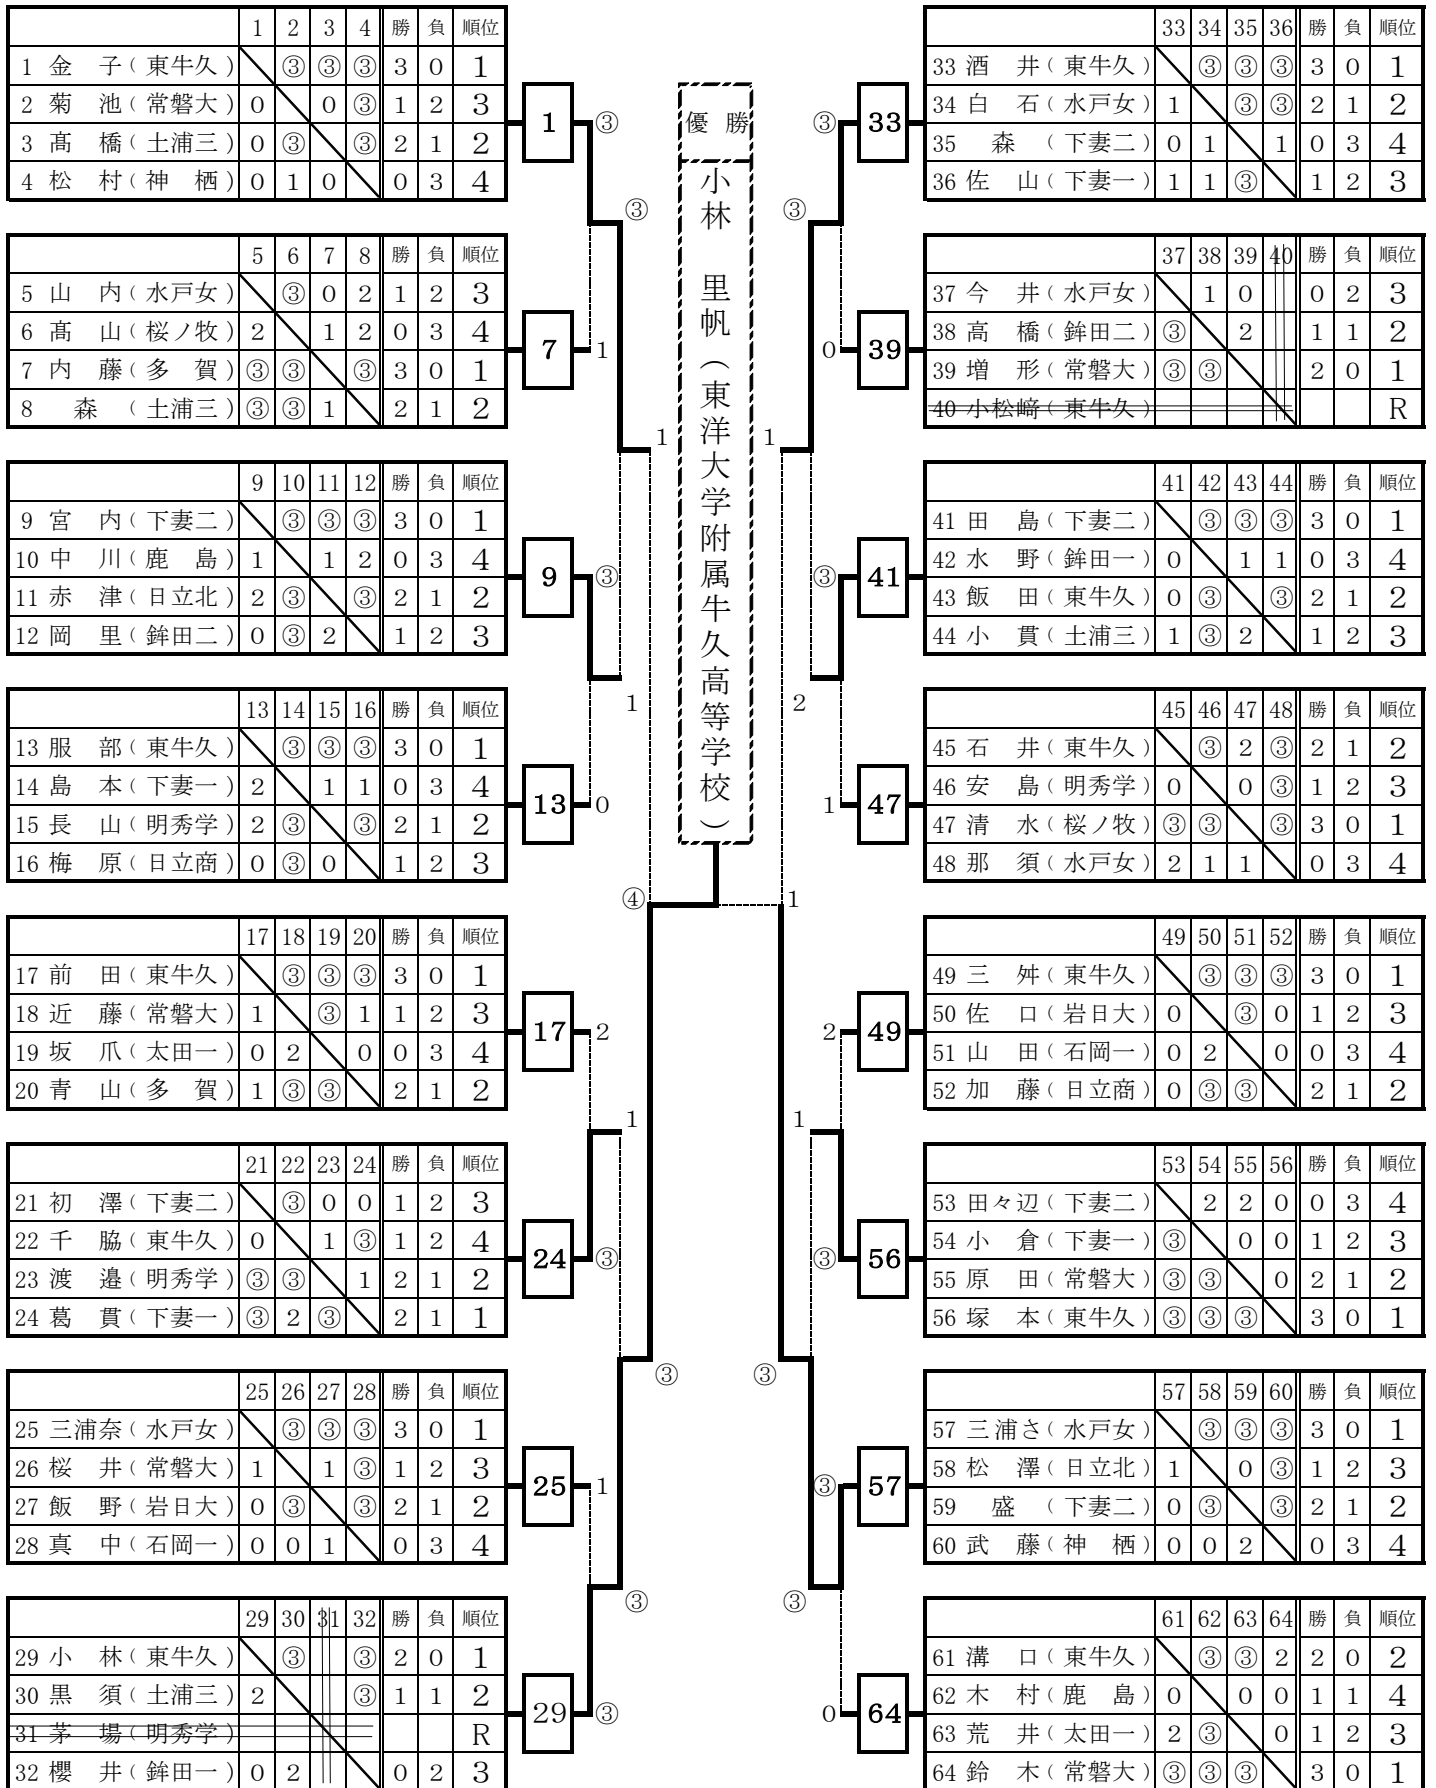 1 2 3 4 勝 負 順位
1 金 子（東牛久） ③ ③ ③ 3 0 1
2 菊 池（常磐大） 0 0 ③ 1 2 3
3 髙 橋（土浦三） 0 ③ ③ 2 1 2
4 松 村（神 栖） 0 1 0 0 3 4
5 6 7 8 勝 負 順位
5 山 内（水戸女） ③ 0 2 1 2 3
6 髙 山（桜ノ牧） 2 1 2 0 3 4
7 内 藤（多 賀） ③ ③ ③ 3 0 1
8 森 （土浦三） ③ ③ 1 2 1 2
9 10 11 12 勝 負 順位
9 宮 内（下妻二） ③ ③ ③ 3 0 1
10 中 川（鹿 島） 1 1 2 0 3 4
11 赤 津（日立北） 2 ③ ③ 2 1 2
12 岡 里（鉾田二） 0 ③ 2 1 2 3
13 14 15 16 勝 負 順位
13 服 部（東牛久） ③ ③ ③ 3 0 1
14 島 本（下妻一） 2 1 1 0 3 4
15 長 山（明秀学） 2 ③ ③ 2 1 2
16 梅 原（日立商） 0 ③ 0 1 2 3
17 18 19 20 勝 負 順位
17 前 田（東牛久） ③ ③ ③ 3 0 1
18 近 藤（常磐大） 1 ③ 1 1 2 3
19 坂 爪（太田一） 0 2 0 0 3 4
20 青 山（多 賀） 1 ③ ③ 2 1 2
21 22 23 24 勝 負 順位
21 初 澤（下妻二） ③ 0 0 1 2 3
22 千 脇（東牛久） 0 1 ③ 1 2 4
23 渡 邉（明秀学） ③ ③ 1 2 1 2
24 葛 貫（下妻一） ③ 2 ③ 2 1 1
25 26 27 28 勝 負 順位
25 三浦奈（水戸女） ③ ③ ③ 3 0 1
26 桜 井（常磐大） 1 1 ③ 1 2 3
27 飯 野（岩日大） 0 ③ ③ 2 1 2
28 真 中（石岡一） 0 0 1 0 3 4
29 30 31 32 勝 負 順位
29 小 林（東牛久） ③ ③ 2 0 1
30 黒 須（土浦三） 2 ③ 1 1 2
31 茅 場（明秀学） R
32 櫻 井（鉾田一） 0 2 0 2 3
1 ③
7 1
9 ③
13 0
17 2
24 ③
25 1
29 ③
③
1
1
③
1
③
④
優 勝
小林 里帆（東洋大学附属牛久高等学校）
1
③
2
1
③
1
③
③ 33
0 39
③ 41
1 47
2 49
③ 56
③ 57
0 64
33 34 35 36 勝 負 順位
33 酒 井（東牛久） ③ ③ ③ 3 0 1
34 白 石（水戸女） 1 ③ ③ 2 1 2
35 森 （下妻二） 0 1 1 0 3 4
36 佐 山（下妻一） 1 1 ③ 1 2 3
37 38 39 40 勝 負 順位
37 今 井（水戸女） 1 0 0 2 3
38 高 橋（鉾田二） ③ 2 1 1 2
39 増 形（常磐大） ③ ③ 2 0 1
40 小松﨑（東牛久） R
41 42 43 44 勝 負 順位
41 田 島（下妻二） ③ ③ ③ 3 0 1
42 水 野（鉾田一） 0 1 1 0 3 4
43 飯 田（東牛久） 0 ③ ③ 2 1 2
44 小 貫（土浦三） 1 ③ 2 1 2 3
45 46 47 48 勝 負 順位
45 石 井（東牛久） ③ 2 ③ 2 1 2
46 安 島（明秀学） 0 0 ③ 1 2 3
47 清 水（桜ノ牧） ③ ③ ③ 3 0 1
48 那 須（水戸女） 2 1 1 0 3 4
49 50 51 52 勝 負 順位
49 三 舛（東牛久） ③ ③ ③ 3 0 1
50 佐 口（岩日大） 0 ③ 0 1 2 3
51 山 田（石岡一） 0 2 0 0 3 4
52 加 藤（日立商） 0 ③ ③ 2 1 2
53 54 55 56 勝 負 順位
53 田々辺（下妻二） 2 2 0 0 3 4
54 小 倉（下妻一） ③ 0 0 1 2 3
55 原 田（常磐大） ③ ③ 0 2 1 2
56 塚 本（東牛久） ③ ③ ③ 3 0 1
57 58 59 60 勝 負 順位
57 三浦さ（水戸女） ③ ③ ③ 3 0 1
58 松 澤（日立北） 1 0 ③ 1 2 3
59 盛 （下妻二） 0 ③ ③ 2 1 2
60 武 藤（神 栖） 0 0 2 0 3 4
61 62 63 64 勝 負 順位
61 溝 口（東牛久） ③ ③ 2 2 0 2
62 木 村（鹿 島） 0 0 0 1 1 4
63 荒 井（太田一） 2 ③ 0 1 2 3
64 鈴 木（常磐大） ③ ③ ③ 3 0 1